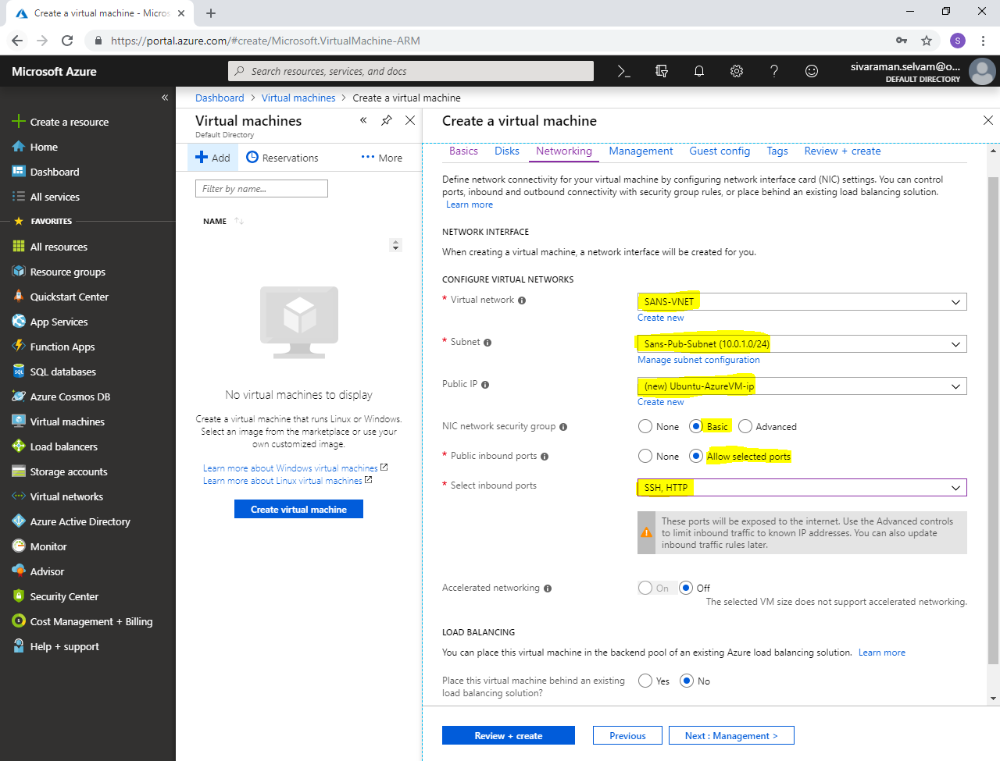 Create a virtual machine - Micros
https://portal.azure.com/#create/Microsoft.VirtualMachine-ARM
S
Microsoft Azure
Search resources, services, and docs
sivaraman.selvam@o...
DEFAULT DIRECTORY
Create a resource
Home
Dashboard
All services
FAVORITES
All resources
Resource groups
Quickstart Center
App Services
Function Apps
SQL databases
Azure Cosmos DB
Virtual machines
Load balancers
Storage accounts
Virtual networks
Azure Active Directory
Monitor
Advisor
Security Center
Cost Management + Billing
Help + support
Dashboard > Virtual machines > Create a virtual machine
Virtual machines
Default Directory
Add
Reservations
More
Filter by name...
NAME
No virtual machines to display
Create a virtual machine that runs Linux or Windows.
Select an image from the marketplace or use your
own customized image.
Learn more about Windows virtual machines
Learn more about Linux virtual machines
Create virtual machine
Create a virtual machine
Basics Disks Networking Management Guest config Tags Review + create
Define network connectivity for your virtual machine by configuring network interface card (NIC) settings. You can control
ports, inbound and outbound connectivity with security group rules, or place behind an existing load balancing solution.
Learn more
NETWORK INTERFACE
When creating a virtual machine, a network interface will be created for you.
CONFIGURE VIRTUAL NETWORKS
* Virtual network
SANS-VNET
Create new
* Subnet
Sans-Pub-Subnet (10.0.1.0/24)
Manage subnet configuration
Public IP
(new) Ubuntu-AzureVM-ip
Create new
NIC network security group
None Basic Advanced
* Public inbound ports
None Allow selected ports
* Select inbound ports
SSH, HTTP
These ports will be exposed to the internet. Use the Advanced controls
to limit inbound traffic to known IP addresses. You can also update
inbound traffic rules later.
Accelerated networking
On Off
The selected VM size does not support accelerated networking.
LOAD BALANCING
You can place this virtual machine in the backend pool of an existing Azure load balancing solution. Learn more
Place this virtual machine behind an existing
load balancing solution?
Yes No
Review + create
Previous
Next : Management >